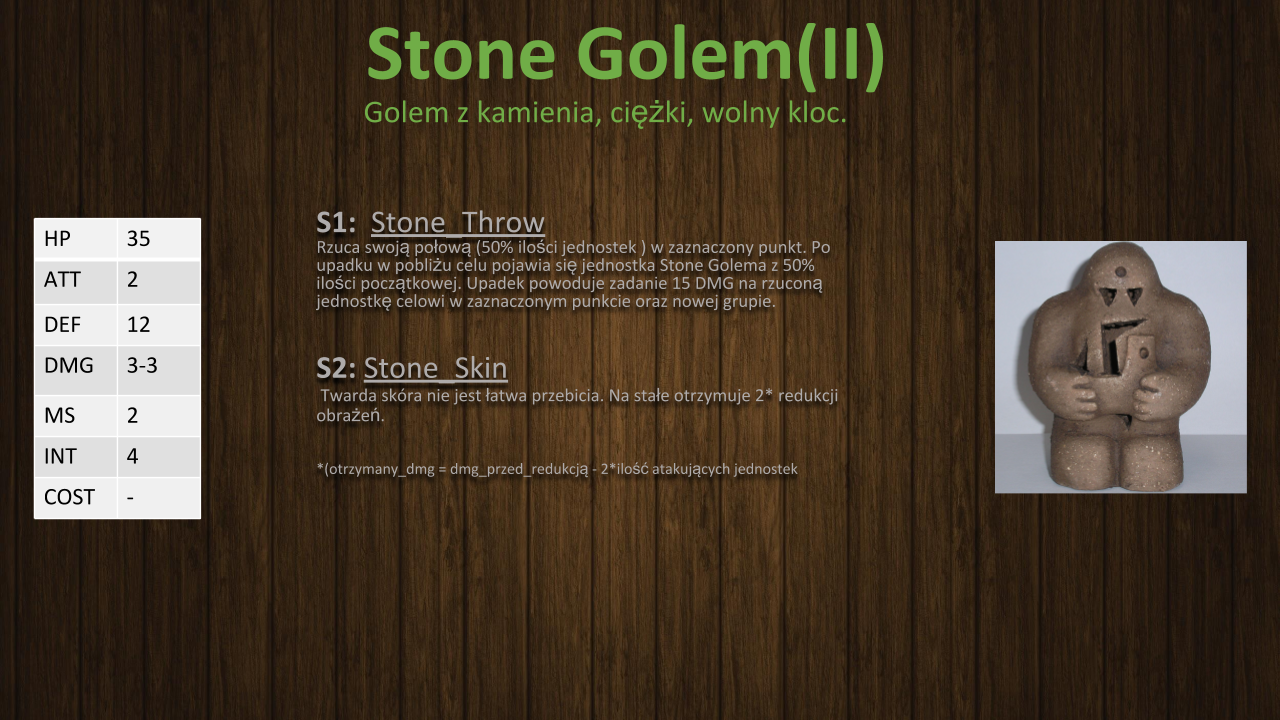 Stone Golem(II)
Golem z kamienia, ciężki, wolny kloc.
HP 35
ATT 2
DEF 12
DMG 3-3
MS 2
INT 4
COST -
S1: Stone_Throw
Rzuca swoją połową (50% ilości jednostek ) w zaznaczony punkt. Po
upadku w pobliżu celu pojawia się jednostka Stone Golema z 50%
ilości początkowej. Upadek powoduje zadanie 15 DMG na rzuconą
jednostkę celowi w zaznaczonym punkcie oraz nowej grupie.
S2: Stone_Skin
Twarda skóra nie jest łatwa przebicia. Na stałe otrzymuje 2* redukcji
obrażeń.
*(otrzymany_dmg = dmg_przed_redukcją - 2*ilość atakujących jednostek